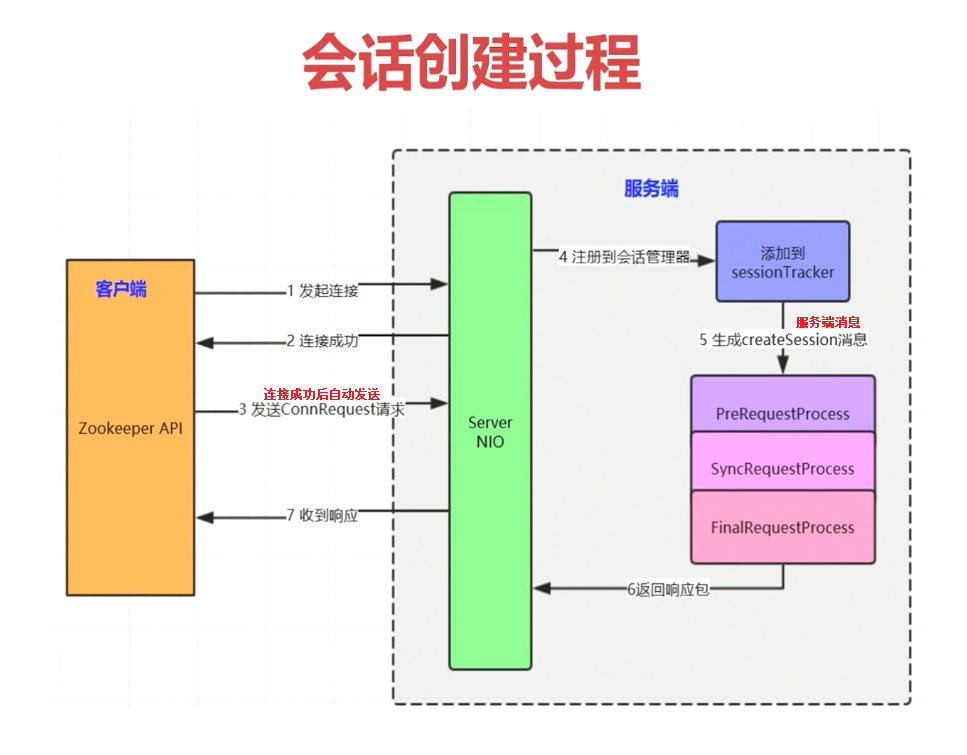 会话创建过程
服务端
客户端
Zookeeper API
1 发起连接
2 连接成功
连接成功后自动发送
3 发送ConnRequest请求
7 收到响应
Server
NIO
4 注册到会话管理器
添加到
sessionTracker
服务端消息
5 生成createSession消息
PreRequestProcess
SyncRequestProcess
FinalRequestProcess
6返回响应包